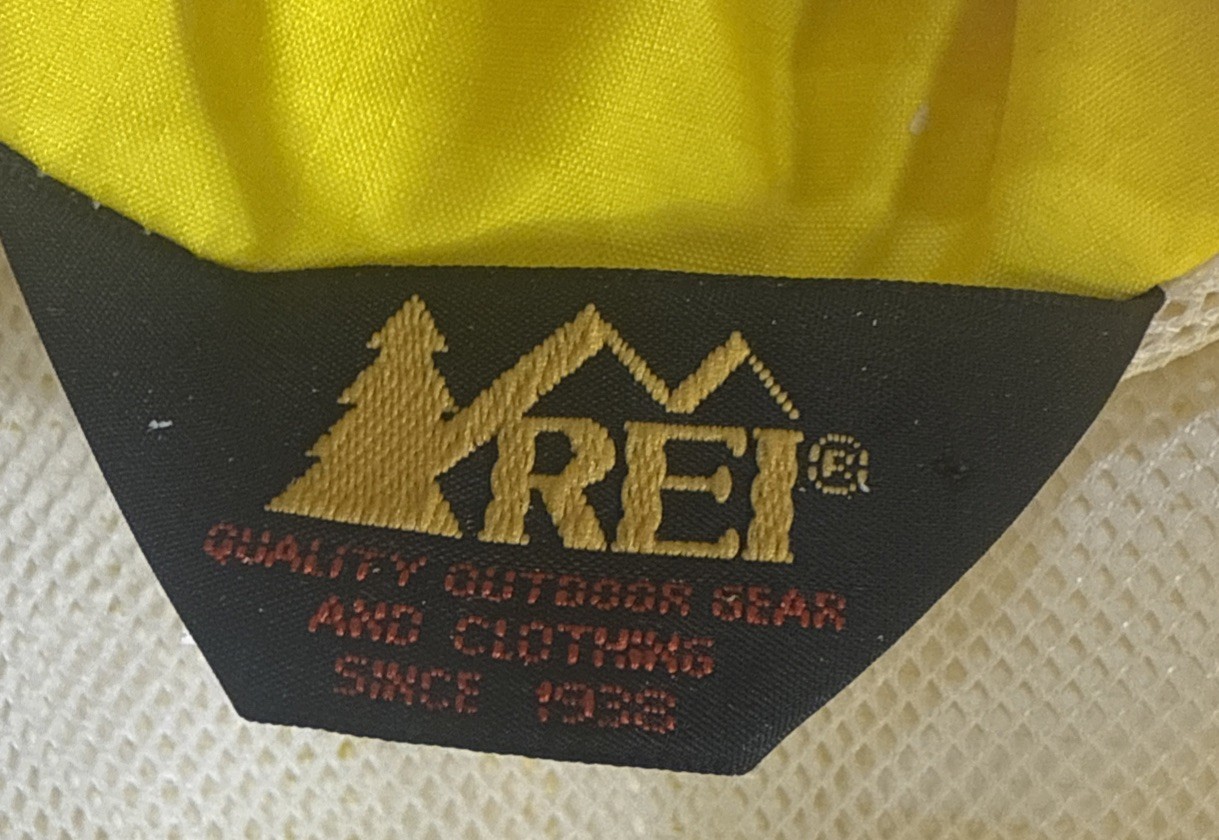 REI®
QUALITY OUTDOOR GEAR
AND CLOTHING
SINCE 1938